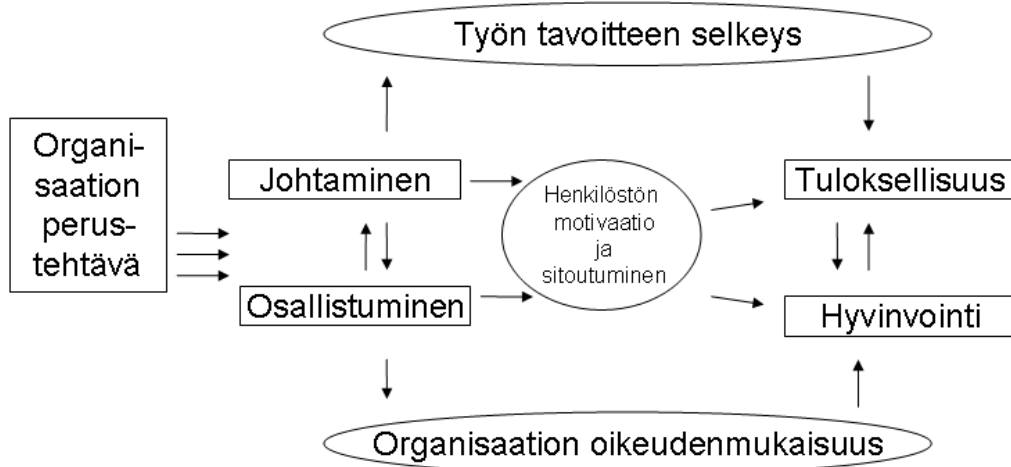 Työn tavoitteen selkeys
Organi-
saation
perus-
tehtävä
Johtaminen
Osallistuminen
Henkilöstön
motivaatio
ja
sitoutuminen
Tuloksellisuus
Hyvinvointi
Organisaation oikeudenmukaisuus